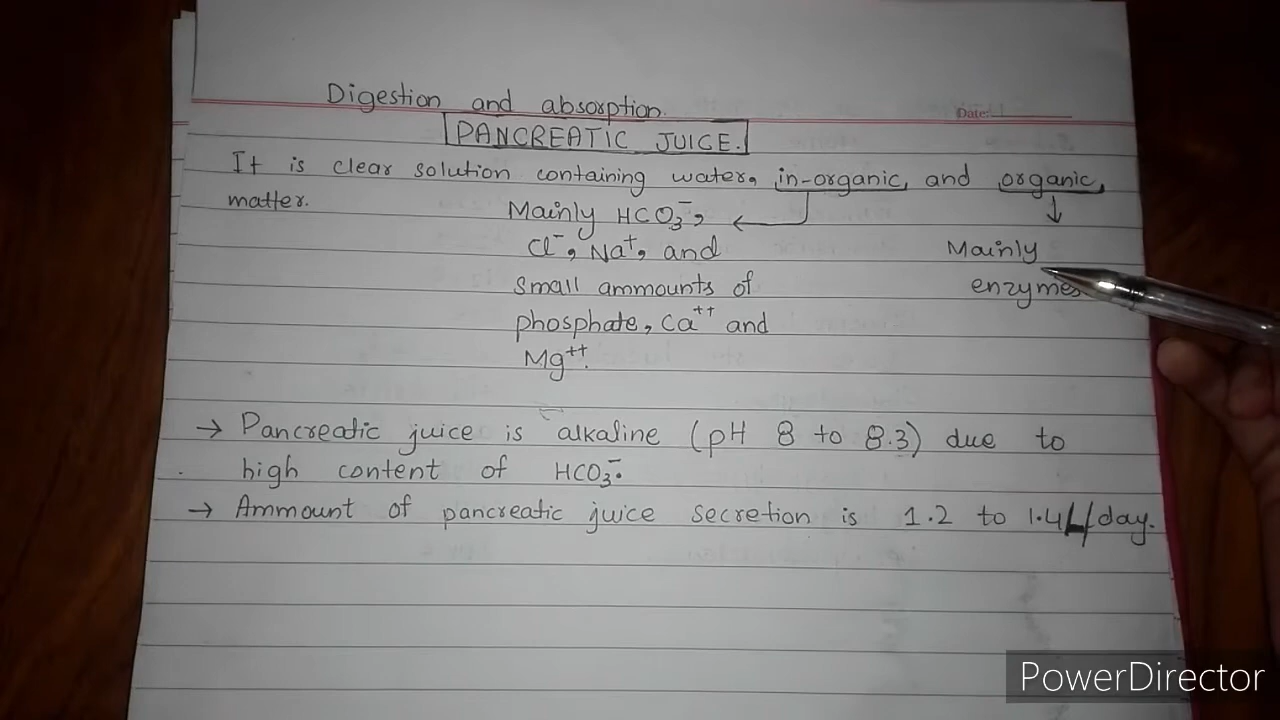 Digestion and absorption.
Date:
PANCREATIC JUICE.
It is clear solution containing water, in-organic, and organic,
matter.
Mainly HCO3-,
Cl-, Na+, and
Small ammounts of
phosphate, Ca++ and
Mg++.
Mainly
enzymes
→ Pancreatic juice is alkaline (pH 8 to 8.3) due to
high content of HCO3-.
→ Ammount of pancreatic juice secretion is 1.2 to 1.4L/day.
PowerDirector